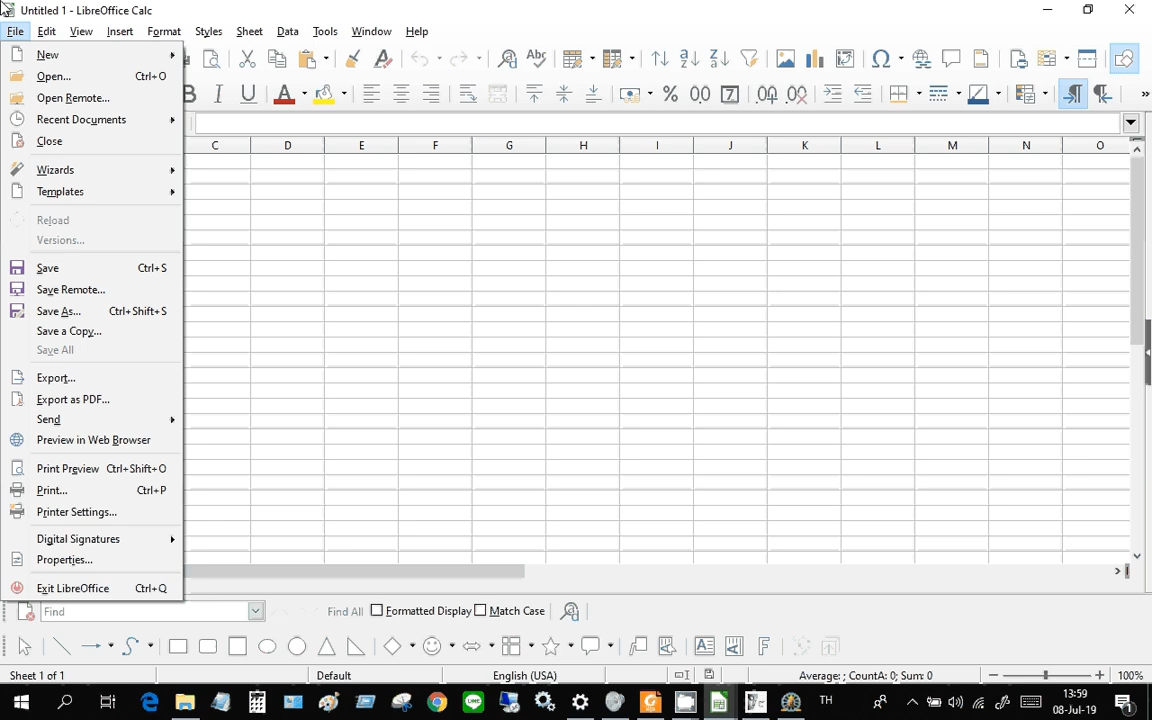 Untitled 1 - LibreOffice Calc
File Edit View Insert Format Styles Sheet Data Tools Window Help
New
Open... Ctrl+O
Open Remote...
Recent Documents
Close
Wizards
Templates
Reload
Versions...
Save Ctrl+S
Save Remote...
Save As... Ctrl+Shift+S
Save a Copy...
Save All
Export...
Export as PDF...
Send
Preview in Web Browser
Print Preview Ctrl+Shift+O
Print... Ctrl+P
Printer Settings...
Digital Signatures
Properties...
Exit LibreOffice Ctrl+Q
C D E F G H I J K L M N O
Find Find All Formatted Display Match Case
Sheet 1 of 1 Default English (USA) Average: ; CountA: 0; Sum: 0 100%
TH 13:59
08-Jul-19